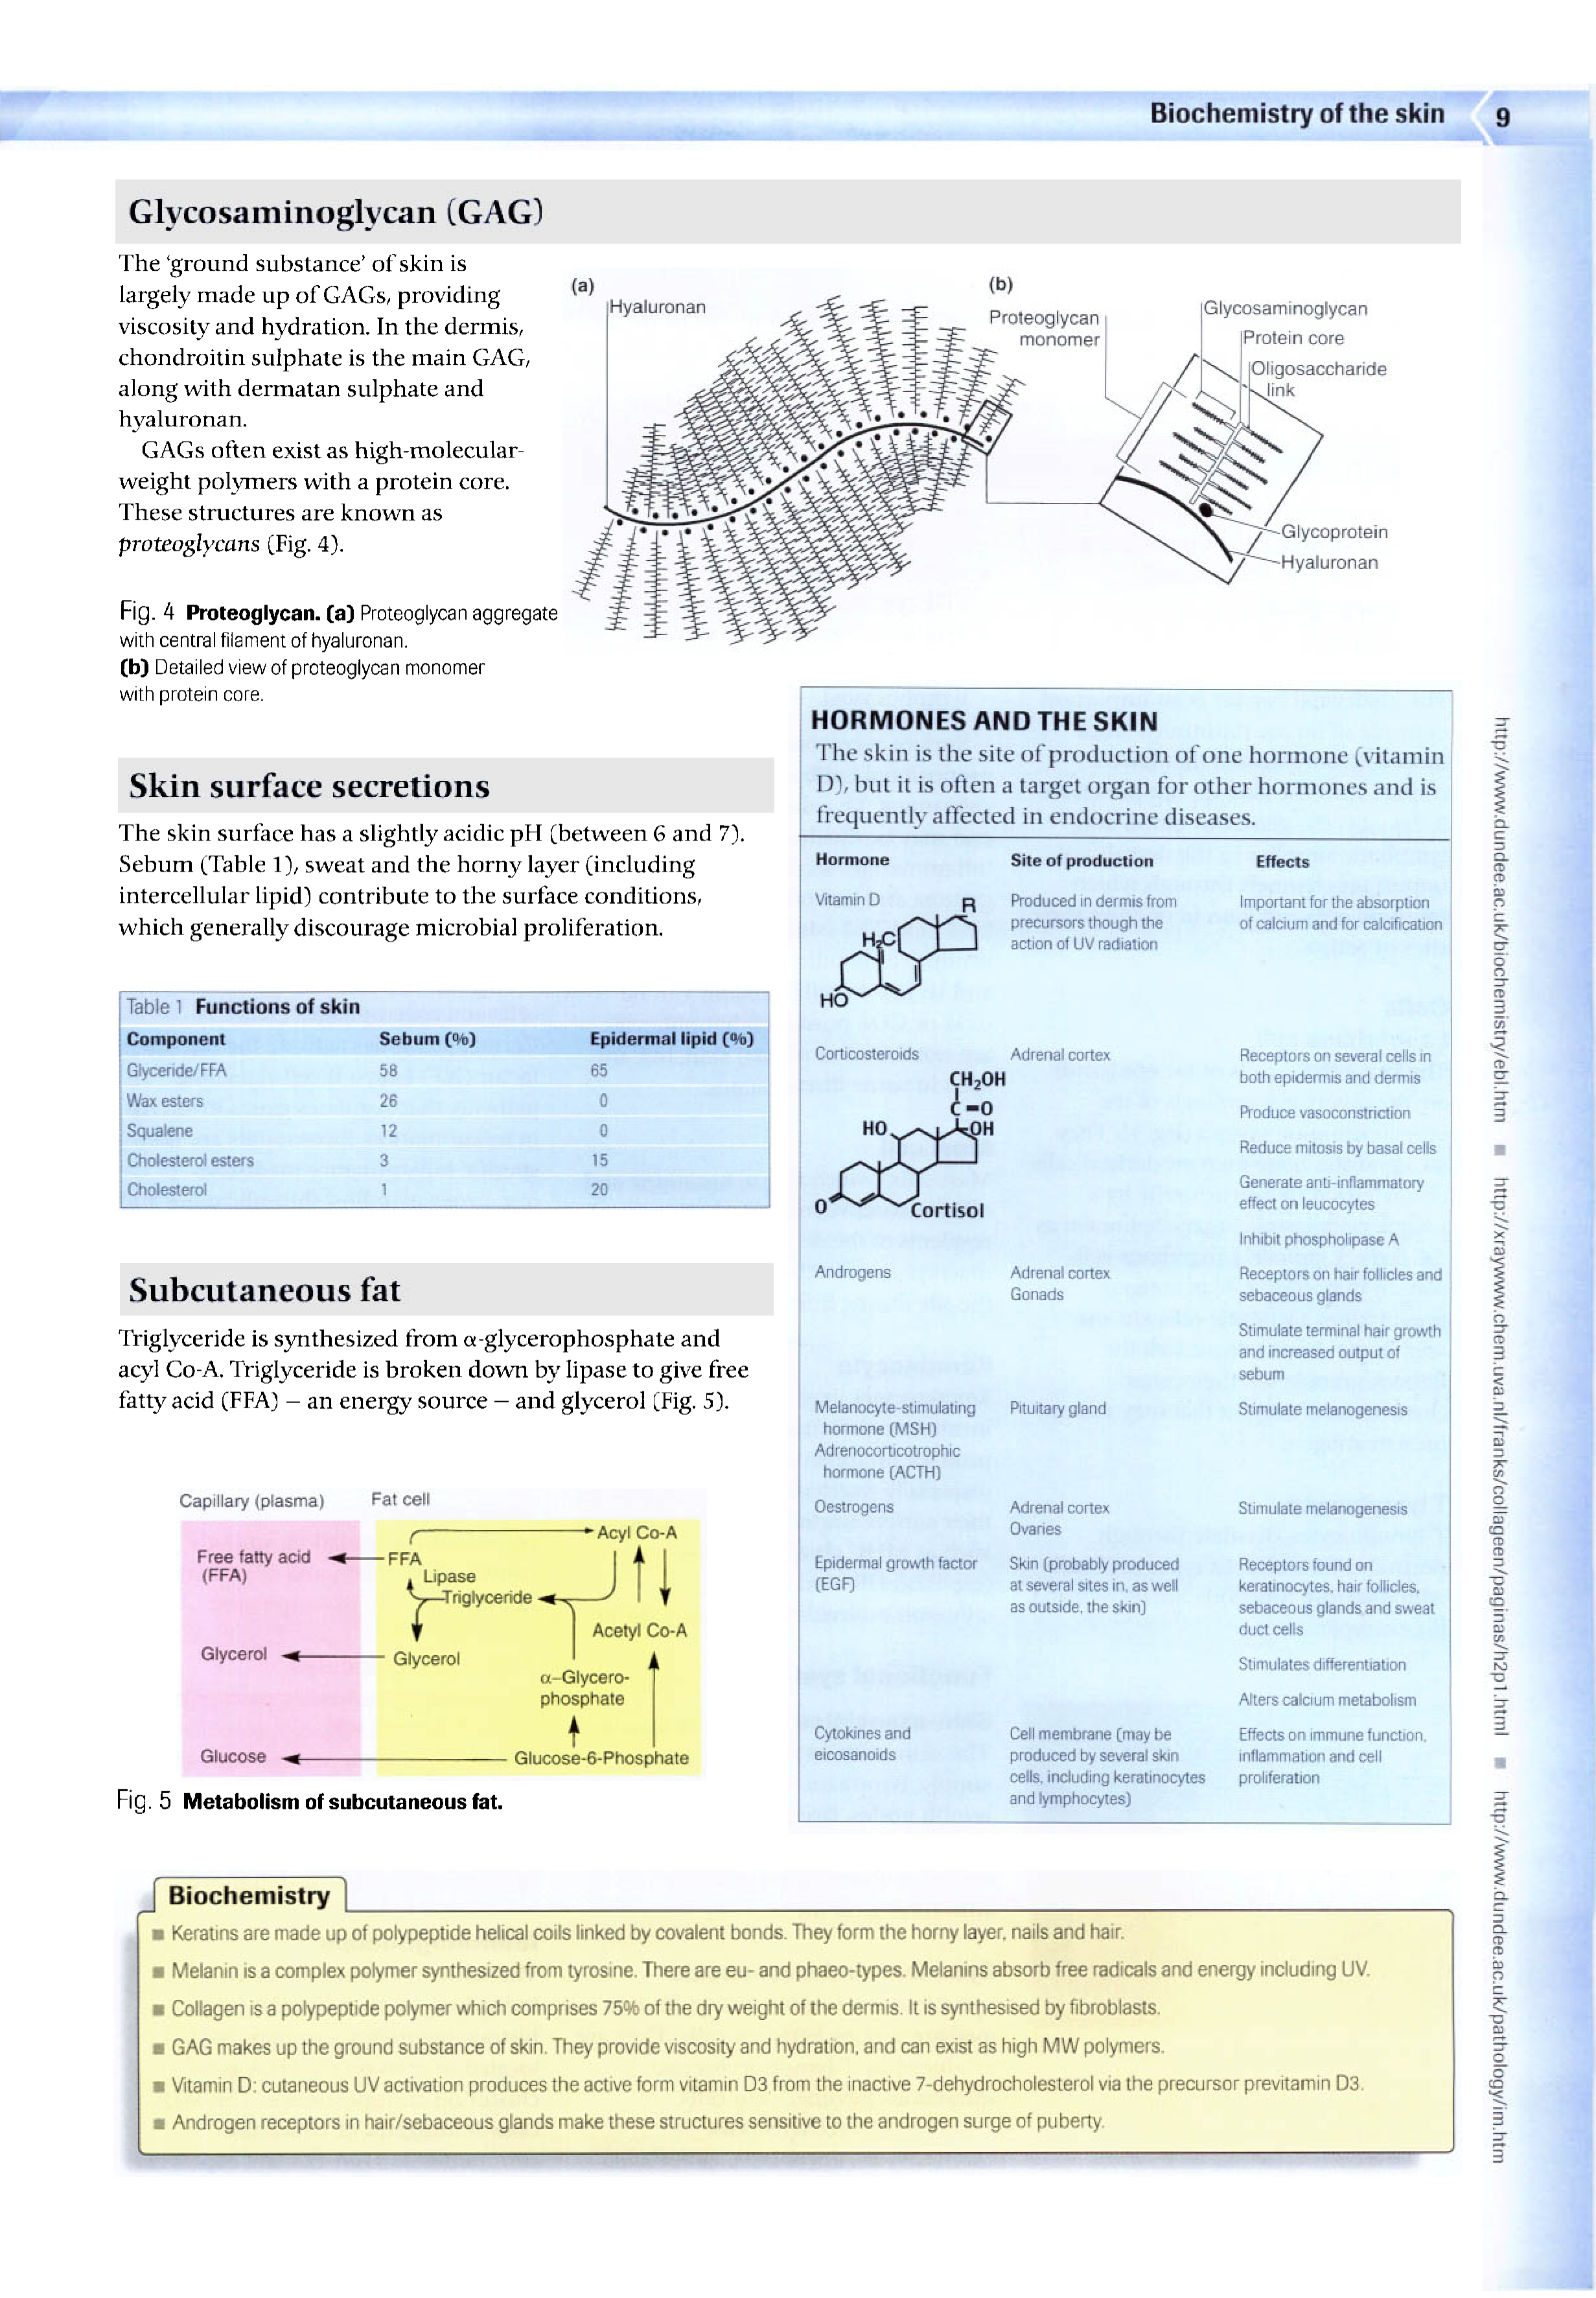 Biochemistry of the skin 9
Glycosaminoglycan (GAG)
The 'ground substance' of skin is
largely made up of GAGs, providing
viscosity and hydration. In the dermis,
chondroitin sulphate is the main GAG,
along with dermatan sulphate and
hyaluronan.
GAGs often exist as high-molecular-
weight polymers with a protein core.
These structures are known as
proteoglycans (Fig. 4).
(a)
Hyaluronan
(b)
Proteoglycan
monomer
Glycosaminoglycan
Protein core
Oligosaccharide
link
Glycoprotein
Hyaluronan
Fig. 4 Proteoglycan. (a) Proteoglycan aggregate
with central filament of hyaluronan.
(b) Detailed view of proteoglycan monomer
with protein core.
Skin surface secretions
The skin surface has a slightly acidic pH (between 6 and 7).
Sebum (Table 1), sweat and the horny layer (including
intercellular lipid) contribute to the surface conditions,
which generally discourage microbial proliferation.
Table 1 Functions of skin
Component Sebum (%) Epidermal lipid (%)
Glyceride/FFA 58 65
Wax esters 26 0
Squalene 12 0
Cholesterol esters 3 15
Cholesterol 1 20
Subcutaneous fat
Triglyceride is synthesized from α-glycerophosphate and
acyl Co-A. Triglyceride is broken down by lipase to give free
fatty acid (FFA) – an energy source – and glycerol (Fig. 5).
Capillary (plasma) Fat cell
Acyl Co-A
Free fatty acid
(FFA)
FFA
Lipase
Triglyceride
Acetyl Co-A
Glycerol
Glycerol
α–Glycero-
phosphate
Glucose
Glucose-6-Phosphate
Fig. 5 Metabolism of subcutaneous fat.
HORMONES AND THE SKIN
The skin is the site of production of one hormone (vitamin
D), but it is often a target organ for other hormones and is
frequently affected in endocrine diseases.
Hormone Site of production Effects
Vitamin D
R
H₂C
HO
Produced in dermis from
precursors though the
action of UV radiation
Important for the absorption
of calcium and for calcification
Corticosteroids
CH₂OH
C=O
HO
OH
O
Cortisol
Adrenal cortex
Receptors on several cells in
both epidermis and dermis
Produce vasoconstriction
Reduce mitosis by basal cells
Generate anti-inflammatory
effect on leucocytes
Inhibit phospholipase A
Androgens
Adrenal cortex
Gonads
Receptors on hair follicles and
sebaceous glands
Stimulate terminal hair growth
and increased output of
sebum
Melanocyte-stimulating
hormone (MSH)
Adrenocorticotrophic
hormone (ACTH)
Pituitary gland
Stimulate melanogenesis
Oestrogens
Adrenal cortex
Ovaries
Stimulate melanogenesis
Epidermal growth factor
(EGF)
Skin (probably produced
at several sites in, as well
as outside, the skin)
Receptors found on
keratinocytes, hair follicles,
sebaceous glands and sweat
duct cells
Stimulates differentiation
Alters calcium metabolism
Cytokines and
eicosanoids
Cell membrane (may be
produced by several skin
cells, including keratinocytes
and lymphocytes)
Effects on immune function,
inflammation and cell
proliferation
Biochemistry
■ Keratins are made up of polypeptide helical coils linked by covalent bonds. They form the horny layer, nails and hair.
■ Melanin is a complex polymer synthesized from tyrosine. There are eu- and phaeo-types. Melanins absorb free radicals and energy including UV.
■ Collagen is a polypeptide polymer which comprises 75% of the dry weight of the dermis. It is synthesised by fibroblasts.
■ GAG makes up the ground substance of skin. They provide viscosity and hydration, and can exist as high MW polymers.
■ Vitamin D: cutaneous UV activation produces the active form vitamin D3 from the inactive 7-dehydrocholesterol via the precursor previtamin D3.
■ Androgen receptors in hair/sebaceous glands make these structures sensitive to the androgen surge of puberty.
http://www.dundee.ac.uk/biochemistry/ebl.htm ■ http://xraywww.chem.uva.nl/franks/collageen/paginas/h2p1.html ■ http://www.dundee.ac.uk/pathology/im.htm